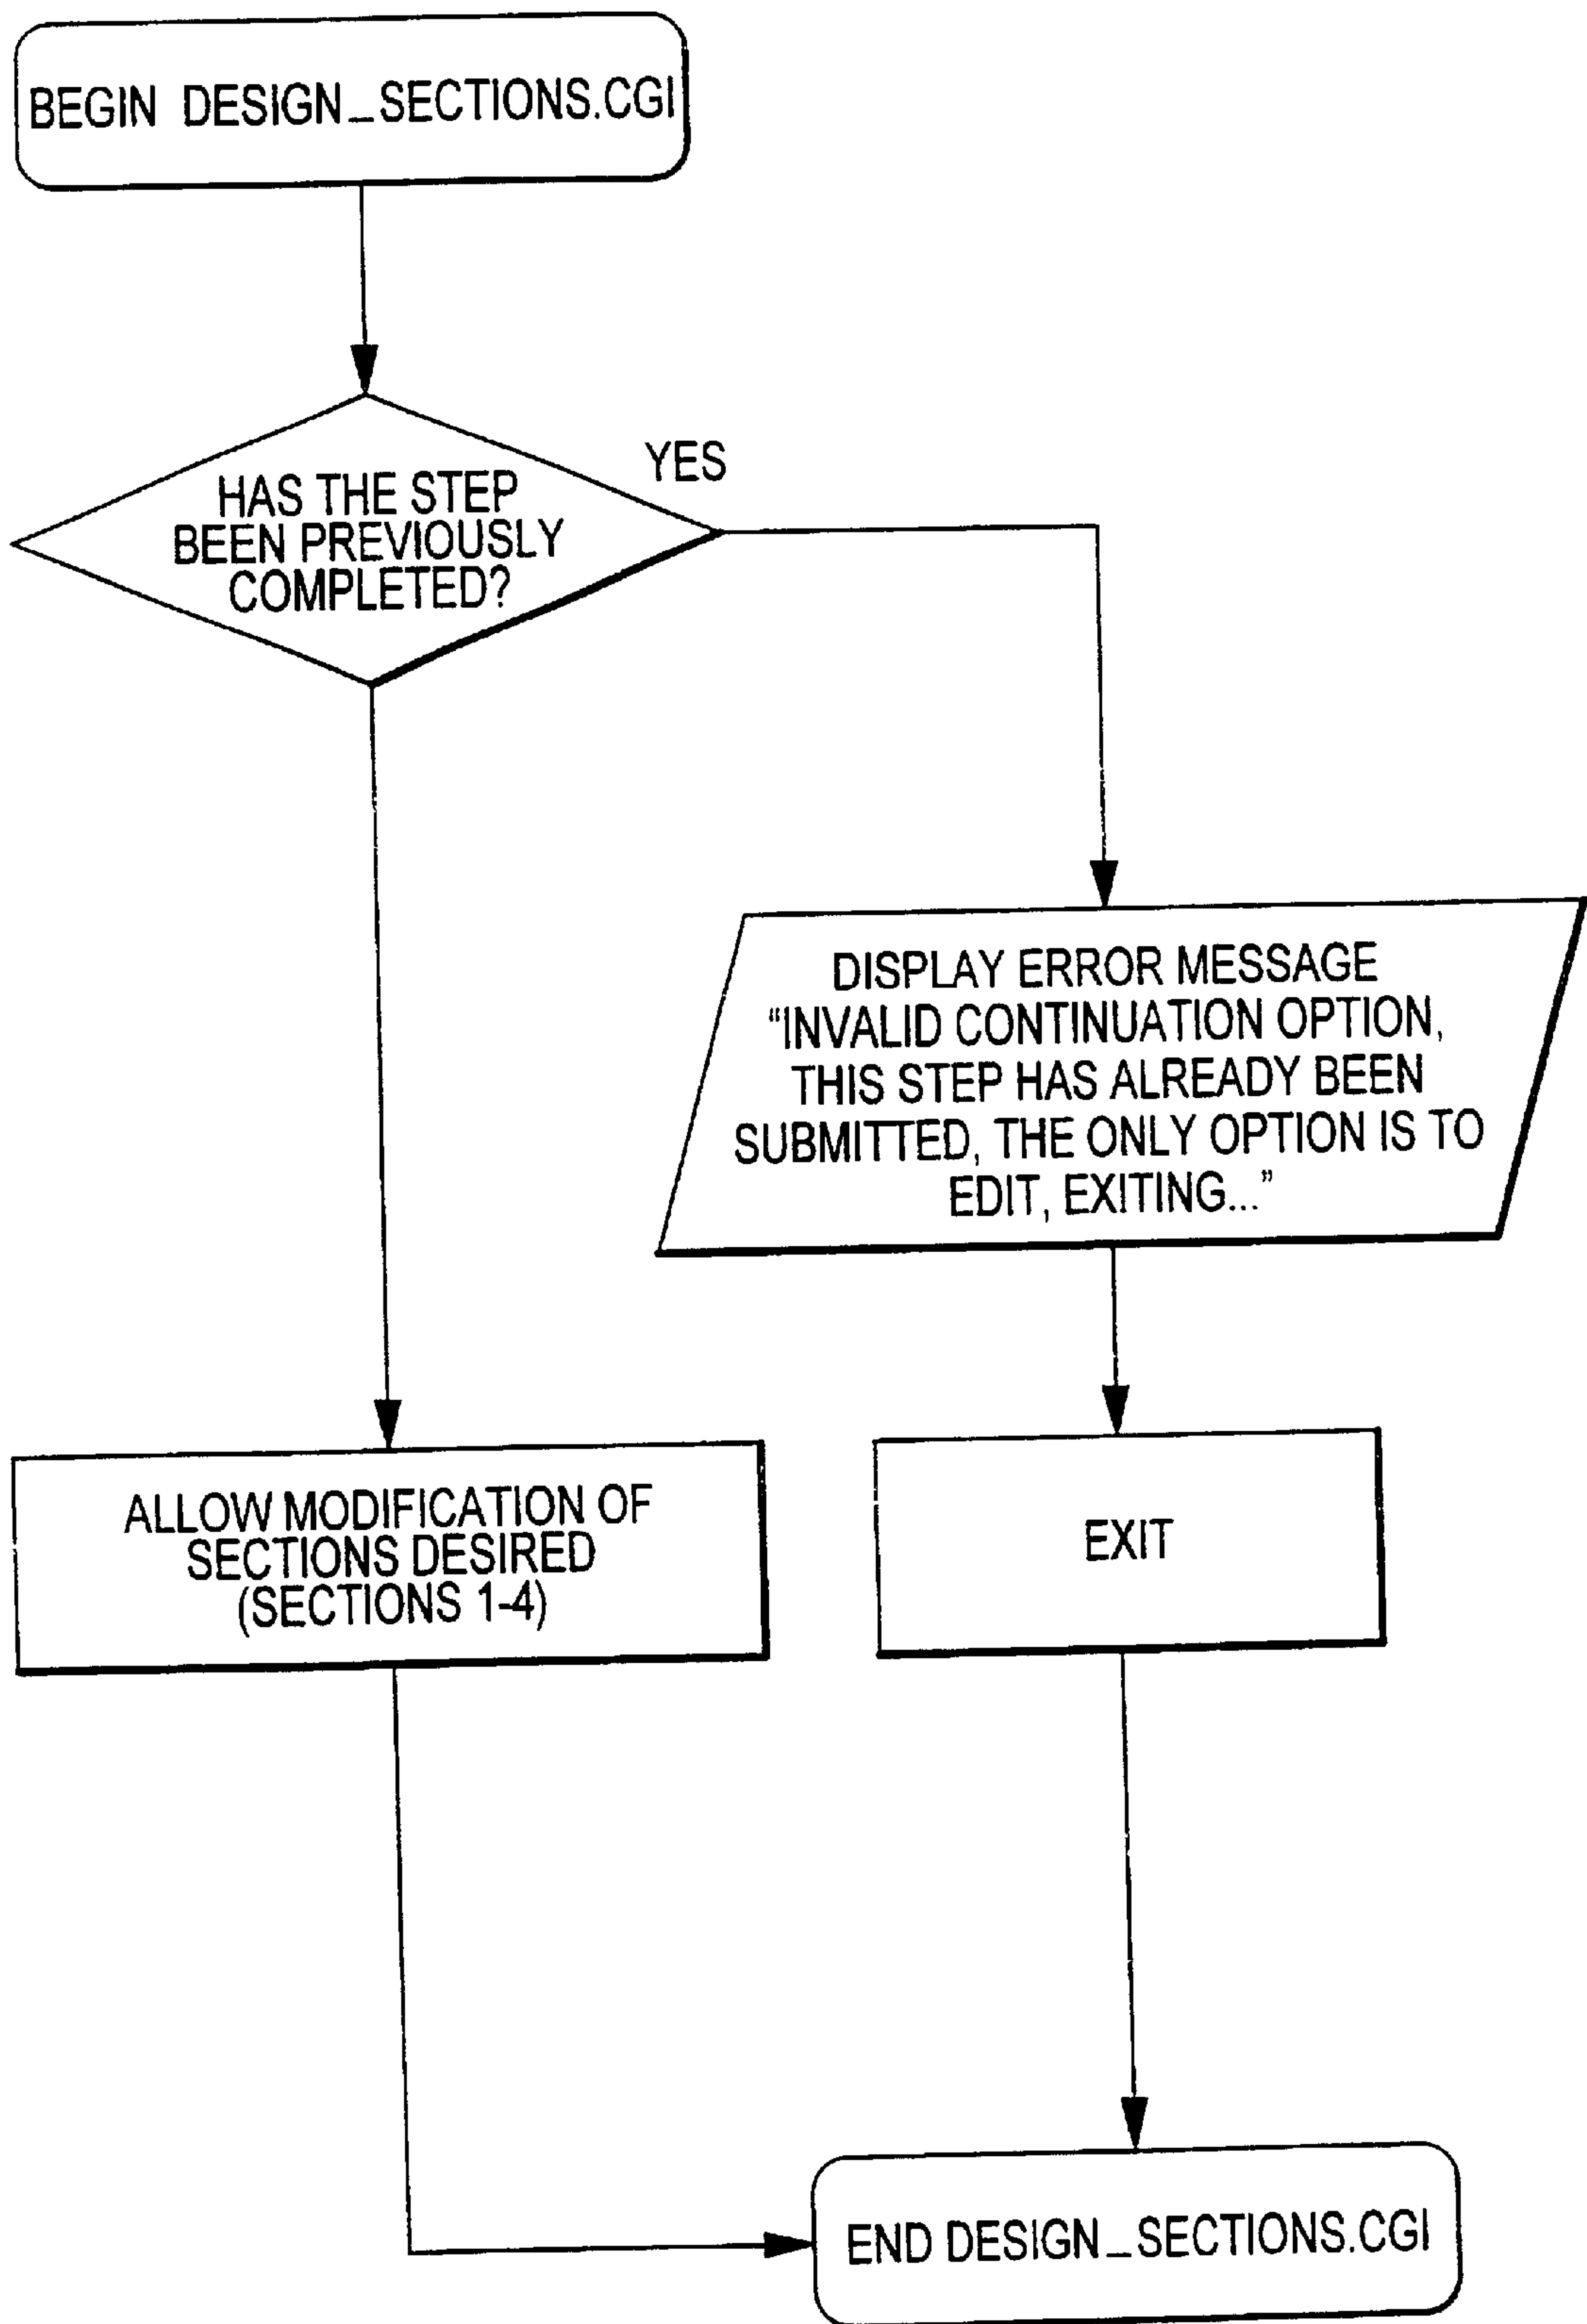 BEGIN DESIGN_SECTIONS.CGI
HAS THE STEP
BEEN PREVIOUSLY
COMPLETED?
YES
DISPLAY ERROR MESSAGE
“INVALID CONTINUATION OPTION,
THIS STEP HAS ALREADY BEEN
SUBMITTED, THE ONLY OPTION IS TO
EDIT, EXITING...”
ALLOW MODIFICATION OF
SECTIONS DESIRED
(SECTIONS 1-4)
EXIT
END DESIGN_SECTIONS.CGI